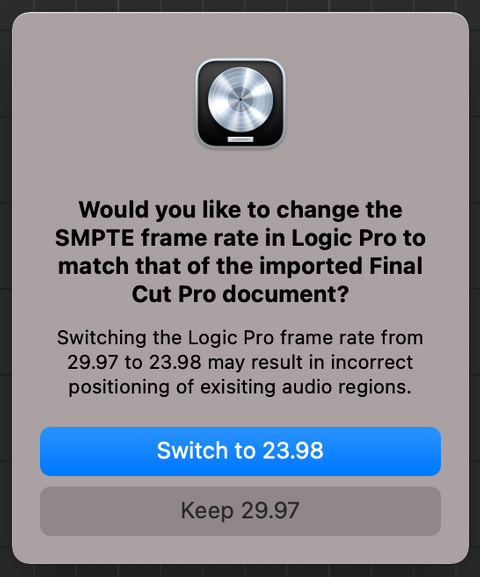 Would you like to change the
SMPTE frame rate in Logic Pro to
match that of the imported Final
Cut Pro document?
Switching the Logic Pro frame rate from
29.97 to 23.98 may result in incorrect
positioning of exisiting audio regions.
Switch to 23.98
Keep 29.97